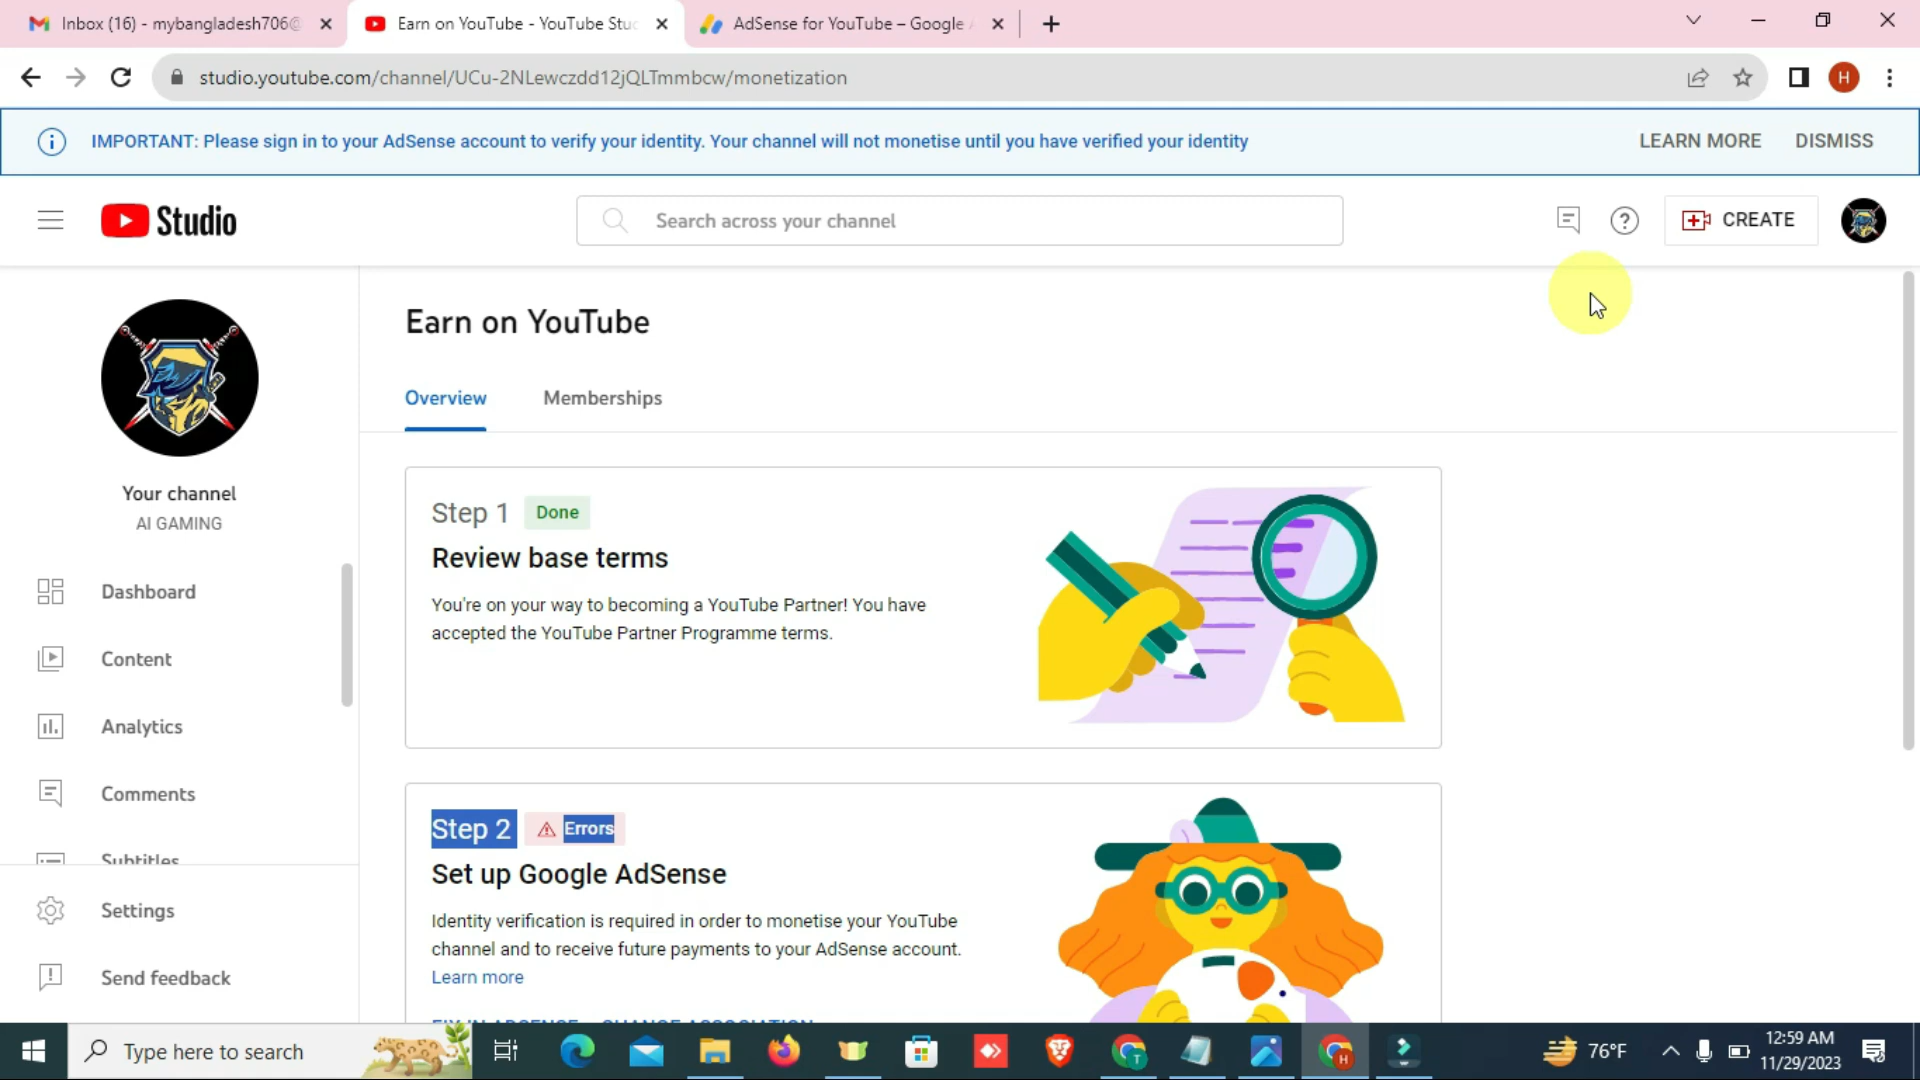 Inbox (16) - mybangladesh706@
Earn on YouTube - YouTube Stu
AdSense for YouTube – Google
studio.youtube.com/channel/UCu-2NLewczdd12jQLTmmbcw/monetization
H
IMPORTANT: Please sign in to your AdSense account to verify your identity. Your channel will not monetise until you have verified your identity
LEARN MORE
DISMISS
Studio
Search across your channel
CREATE
Your channel
AI GAMING
Dashboard
Content
Analytics
Comments
Subtitles
Settings
Send feedback
Earn on YouTube
Overview
Memberships
Step 1
Done
Review base terms
You're on your way to becoming a YouTube Partner! You have
accepted the YouTube Partner Programme terms.
Step 2
Errors
Set up Google AdSense
Identity verification is required in order to monetise your YouTube
channel and to receive future payments to your AdSense account.
Learn more
FIX IN ADSENSE
CHANGE ASSOCIATION
Type here to search
T
H
76°F
12:59 AM
11/29/2023